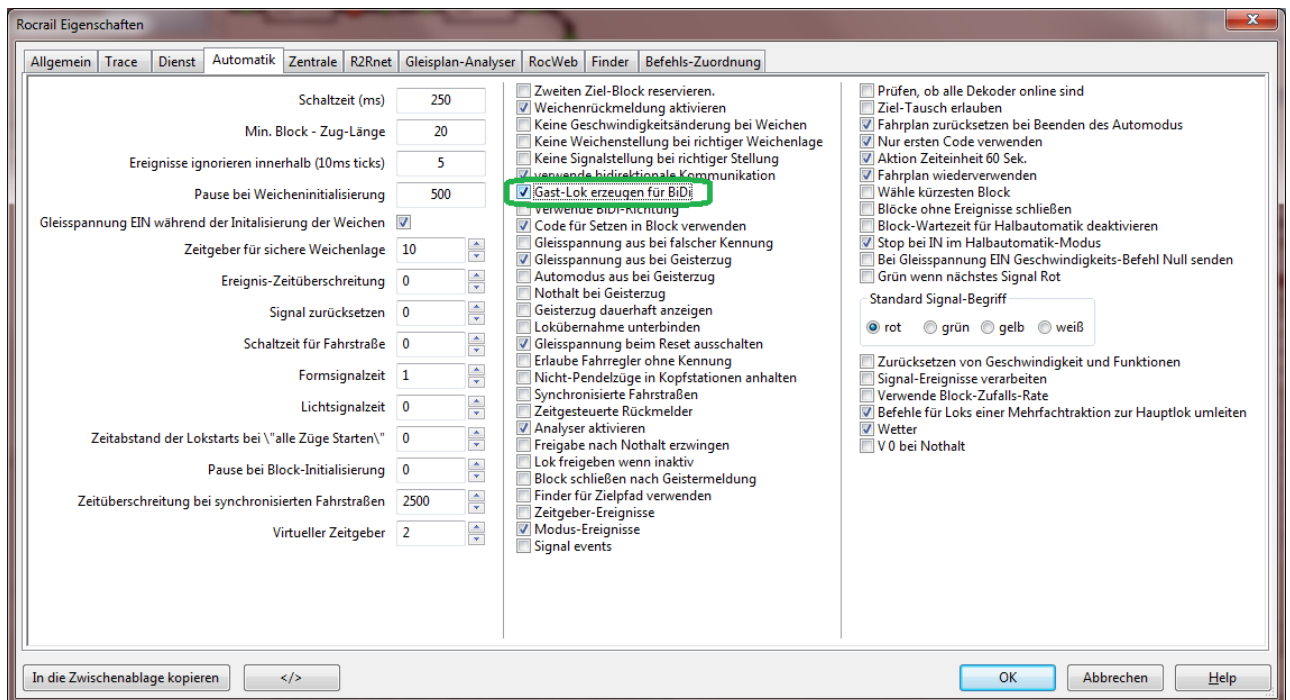 Rocrail Eigenschaften
Allgemein Trace Dienst Automatik Zentrale R2Rnet Gleisplan-Analyser RocWeb Finder Befehls-Zuordnung
Schaltzeit (ms) 250
Min. Block - Zug-Länge 20
Ereignisse ignorieren innerhalb (10ms ticks) 5
Pause bei Weicheninitialisierung 500
Gleisspannung EIN während der Initalisierung der Weichen
Zeitgeber für sichere Weichenlage 10
Ereignis-Zeitüberschreitung 0
Signal zurücksetzen 0
Schaltzeit für Fahrstraße 0
Formsignalzeit 1
Lichtsignalzeit 0
Zeitabstand der Lokstarts bei \"alle Züge Starten\" 0
Pause bei Block-Initialisierung 0
Zeitüberschreitung bei synchronisierten Fahrstraßen 2500
Virtueller Zeitgeber 2
Zweiten Ziel-Block reservieren.
Weichenrückmeldung aktivieren
Keine Geschwindigkeitsänderung bei Weichen
Keine Weichenstellung bei richtiger Weichenlage
Keine Signalstellung bei richtiger Stellung
verwende bidirektionale Kommunikation
Gast-Lok erzeugen für BiDi
Verwende BiDi-Richtung
Code für Setzen in Block verwenden
Gleisspannung aus bei falscher Kennung
Gleisspannung aus bei Geisterzug
Automodus aus bei Geisterzug
Nothalt bei Geisterzug
Geisterzug dauerhaft anzeigen
Lokübernahme unterbinden
Gleisspannung beim Reset ausschalten
Erlaube Fahrregler ohne Kennung
Nicht-Pendelzüge in Kopfstationen anhalten
Synchronisierte Fahrstraßen
Zeitgesteuerte Rückmelder
Analyser aktivieren
Freigabe nach Nothalt erzwingen
Lok freigeben wenn inaktiv
Block schließen nach Geistermeldung
Finder für Zielpfad verwenden
Zeitgeber-Ereignisse
Modus-Ereignisse
Signal events
Prüfen, ob alle Dekoder online sind
Ziel-Tausch erlauben
Fahrplan zurücksetzen bei Beenden des Automodus
Nur ersten Code verwenden
Aktion Zeiteinheit 60 Sek.
Fahrplan wiederverwenden
Wähle kürzesten Block
Blöcke ohne Ereignisse schließen
Block-Wartezeit für Halbautomatik deaktivieren
Stop bei IN im Halbautomatik-Modus
Bei Gleisspannung EIN Geschwindigkeits-Befehl Null senden
Grün wenn nächstes Signal Rot
Standard Signal-Begriff
rot grün gelb weiß
Zurücksetzen von Geschwindigkeit und Funktionen
Signal-Ereignisse verarbeiten
Verwende Block-Zufalls-Rate
Befehle für Loks einer Mehrfachtraktion zur Hauptlok umleiten
Wetter
V 0 bei Nothalt
In die Zwischenablage kopieren </> OK Abbrechen Help